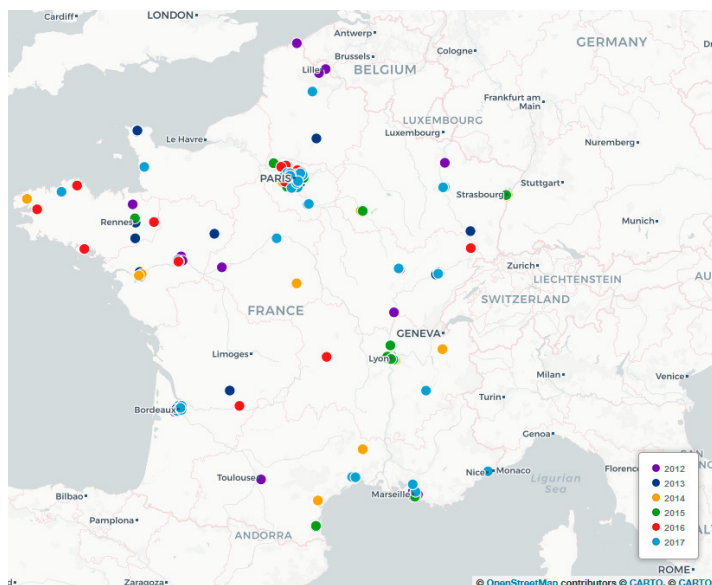 Cardiff
LONDON
Antwerp
Brussels
Cologne
GERMANY
Lille
BELGIUM
Frankfurt am
Main
LUXEMBOURG
Luxembourg
Le Havre
Nuremberg
PARIS
Strasbourg
Stuttgart
Rennes
Munich
Zurich
LIECHTENSTEIN
AU
SWITZERLAND
FRANCE
GENEVA
Limoges
Lyon
Milan
Venice
Turin
Bordeaux
Genoa
Toulouse
Nice
Monaco
Florence
SAN
Marseille
Ligurian
Sea
Bilbao
Pamplona
ANDORRA
Zaragoza
ROME
2012
2013
2014
2015
2016
2017
© OpenStreetMap contributors © CARTO, © CARTO